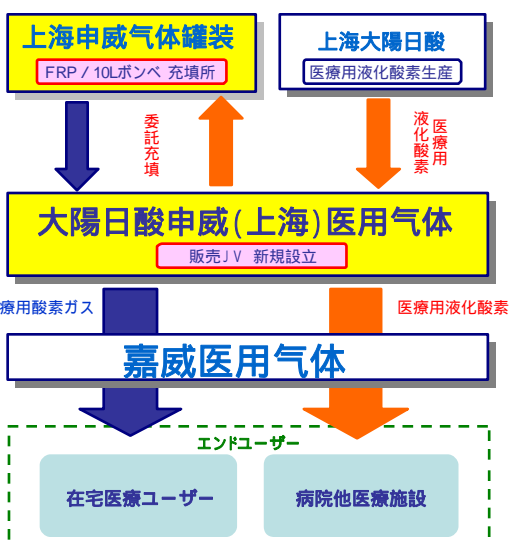 上海申威气体罐装
FRP/10Lボンベ 充填所
上海大陽日酸
医療用液化酸素生産
委託充填
医療用
液化酸素
大陽日酸申威(上海)医用气体
販売JV 新規設立
療用酸素ガス
医療用液化酸素
嘉威医用气体
エンドユーザー
在宅医療ユーザー
病院他医療施設